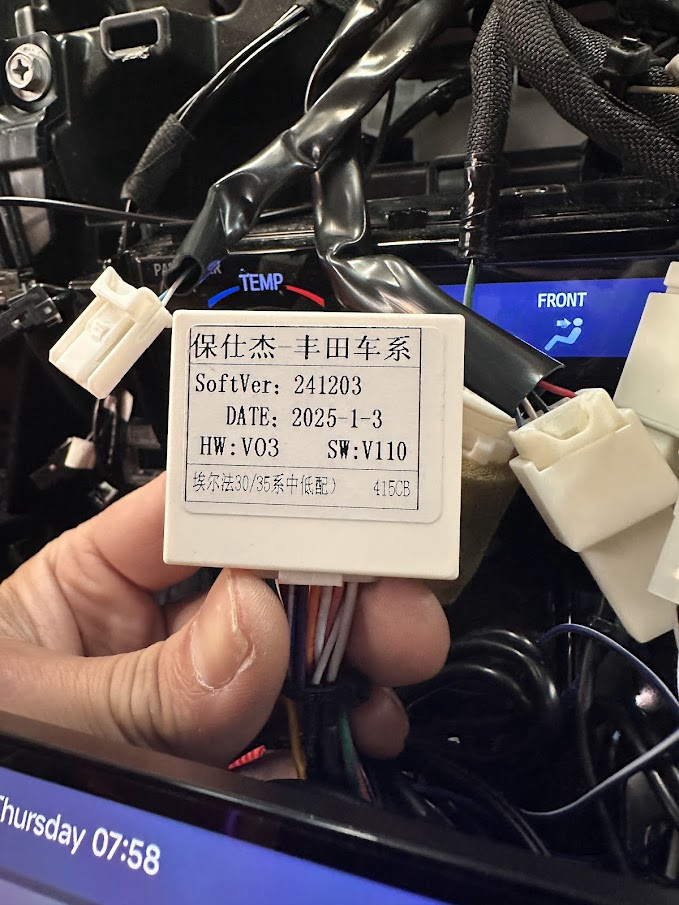 TEMP
FRONT
保仕杰-丰田车系
SoftVer: 241203
DATE: 2025-1-3
HW:V03 SW:V110
埃尔法30/35系中低配） 415CB
Thursday 07:58